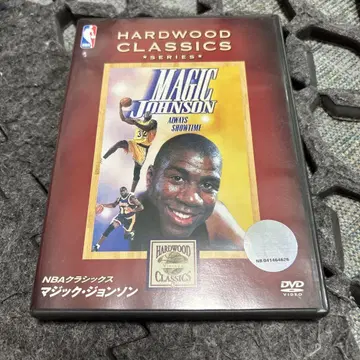 NBA
HARDWOOD
CLASSICS
★SERIES★
MAGIC
JOHNSON
ALWAYS
SHOWTIME
HARDWOOD
CLASSICS
NBAクラシックス
マジック・ジョンソン
DVD
VIDEO